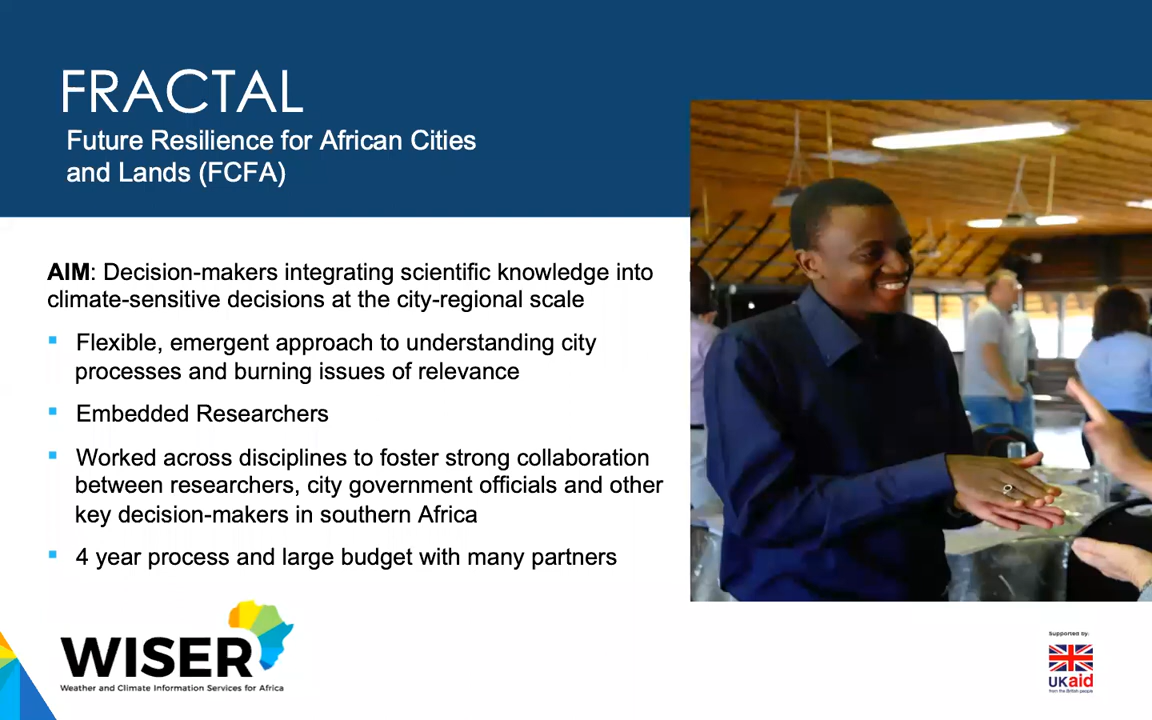 FRACTAL
Future Resilience for African Cities
and Lands (FCFA)
AIM: Decision-makers integrating scientific knowledge into
climate-sensitive decisions at the city-regional scale
Flexible, emergent approach to understanding city
processes and burning issues of relevance
Embedded Researchers
Worked across disciplines to foster strong collaboration
between researchers, city government officials and other
key decision-makers in southern Africa
4 year process and large budget with many partners
WISER
Weather and Climate Information Services for Africa
Supported by:
UKaid
from the British people